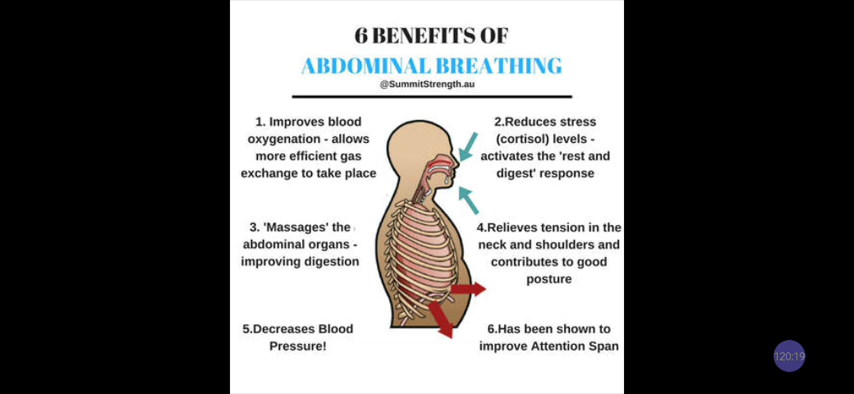 6 BENEFITS OF
ABDOMINAL BREATHING
@SummitStrength.au
1. Improves blood
oxygenation - allows
more efficient gas
exchange to take place
2.Reduces stress
(cortisol) levels -
activates the 'rest and
digest' response
3. 'Massages' the
abdominal organs -
improving digestion
4.Relieves tension in the
neck and shoulders and
contributes to good
posture
5.Decreases Blood
Pressure!
6.Has been shown to
improve Attention Span
120:19